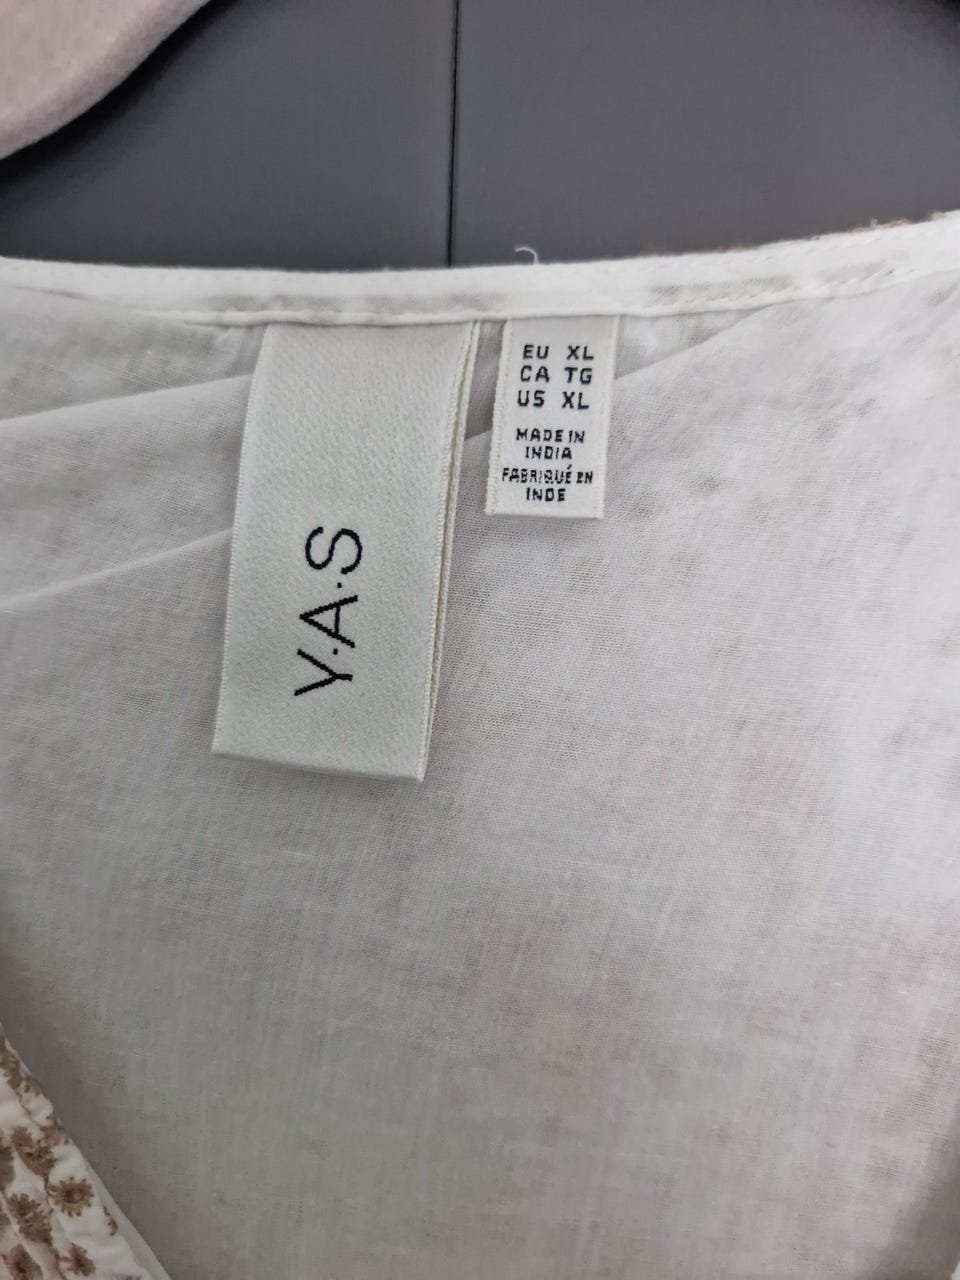 Y.A.S
EU XL
CA TG
US XL
MADE IN
INDIA
FABRIQUÉ EN
INDE